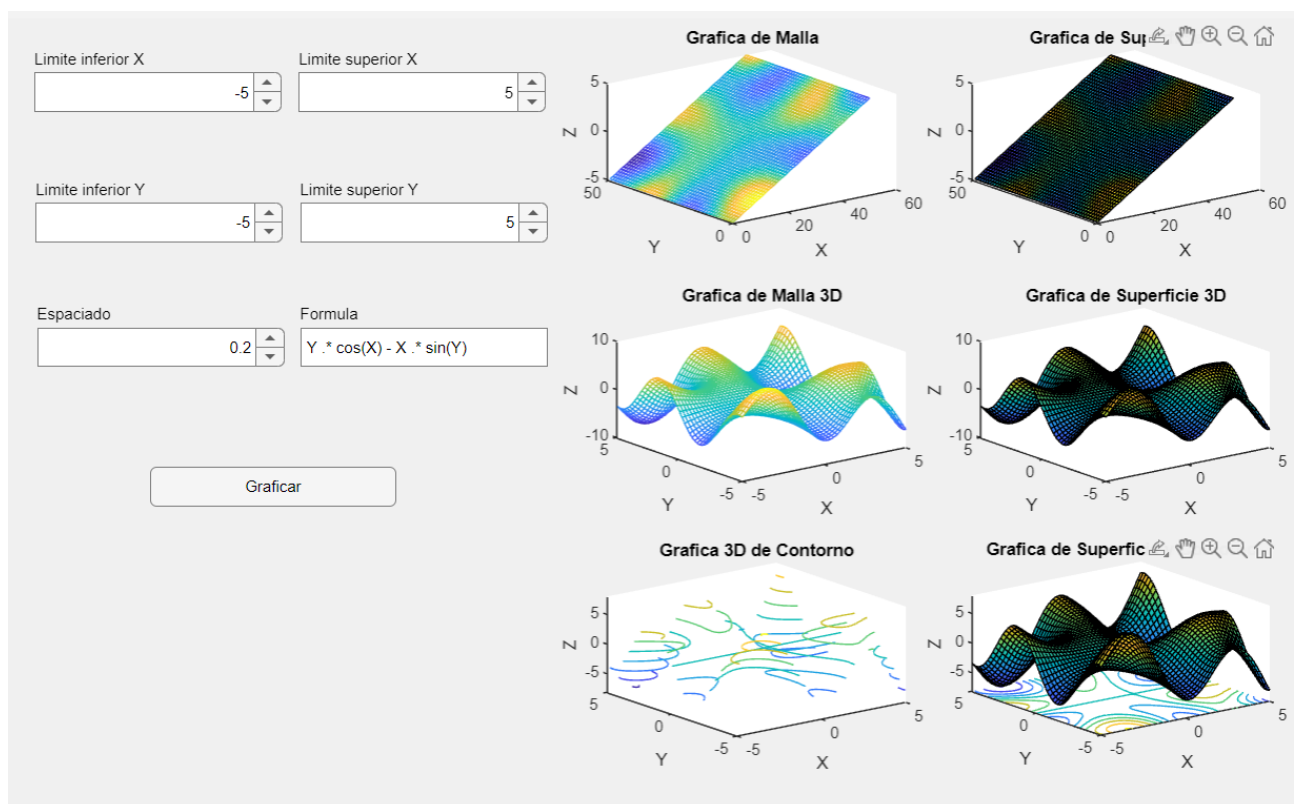 Limite inferior X
-5
Limite superior X
5
Limite inferior Y
-5
Limite superior Y
5
Espaciado
0.2
Formula
Y .* cos(X) - X .* sin(Y)
Graficar
Grafica de Malla
5
0
-5
Z
50
0
Y
0
20
40
60
X
Grafica de
5
0
-5
Z
50
0
Y
0
20
40
60
X
Grafica de Malla 3D
10
0
-10
Z
5
0
-5
Y
-5
0
5
X
Grafica de Superficie 3D
10
0
-10
Z
5
0
-5
Y
-5
0
5
X
Grafica 3D de Contorno
5
0
-5
Z
5
0
-5
Y
-5
0
5
X
Grafica de Superfic
5
0
-5
Z
5
0
-5
Y
-5
0
5
X